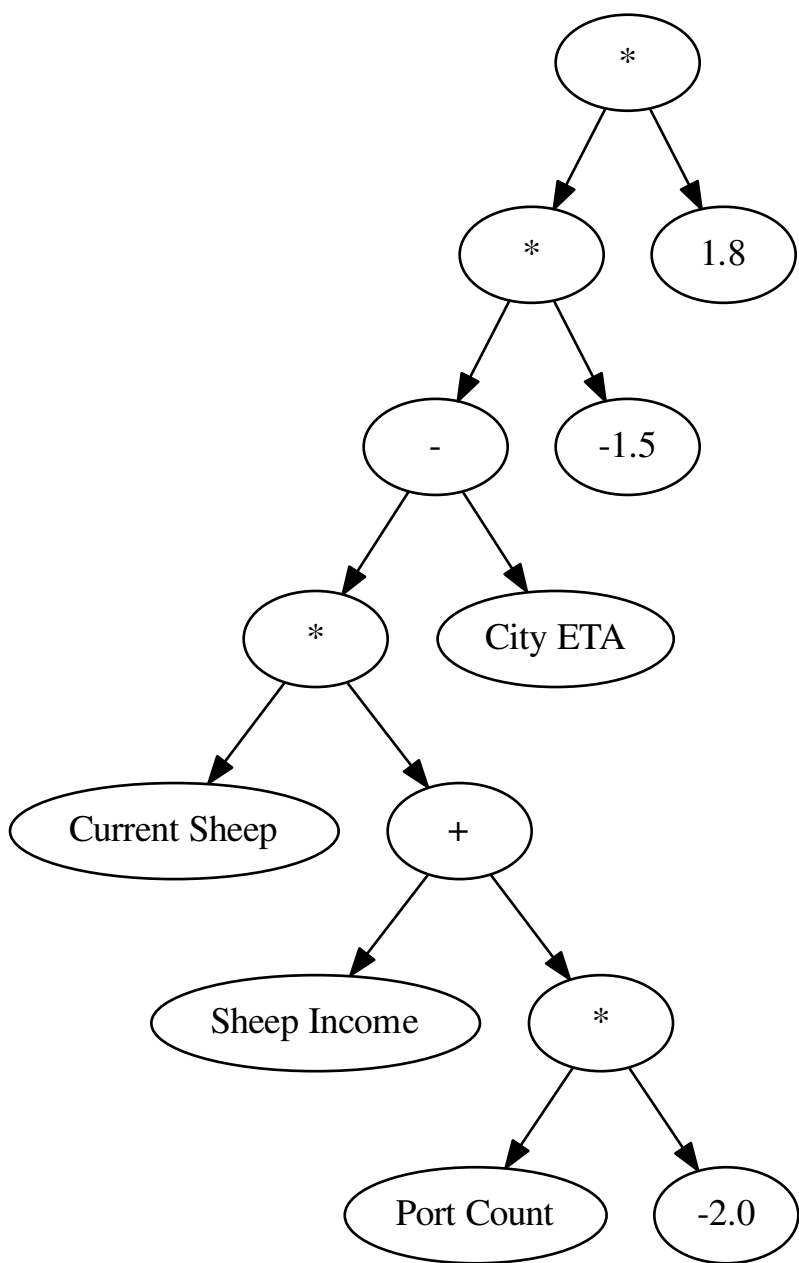 *
*
1.8
-
-1.5
*
City ETA
Current Sheep
+
Sheep Income
*
Port Count
-2.0